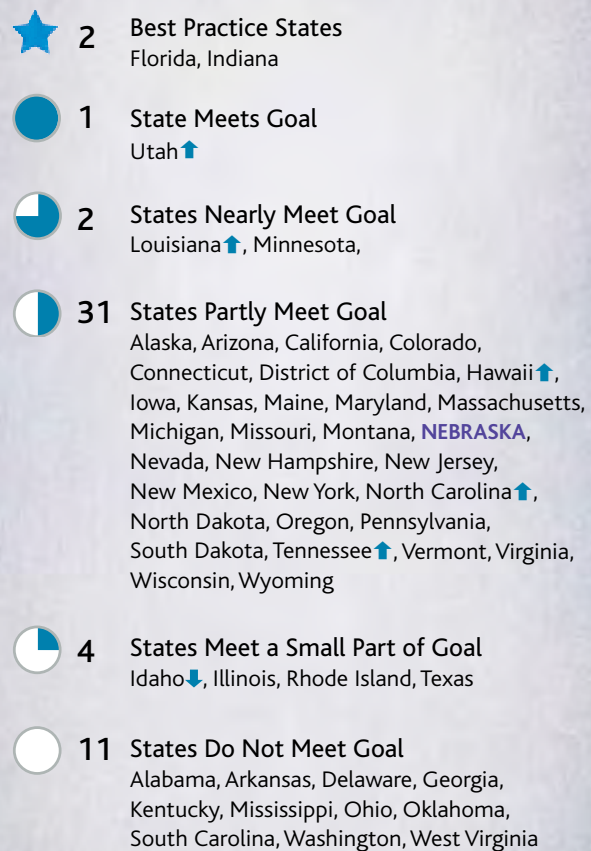 2 Best Practice States
Florida, Indiana
1 State Meets Goal
Utah⬆
2 States Nearly Meet Goal
Louisiana⬆, Minnesota,
31 States Partly Meet Goal
Alaska, Arizona, California, Colorado,
Connecticut, District of Columbia, Hawaii⬆,
Iowa, Kansas, Maine, Maryland, Massachusetts,
Michigan, Missouri, Montana, NEBRASKA,
Nevada, New Hampshire, New Jersey,
New Mexico, New York, North Carolina⬆,
North Dakota, Oregon, Pennsylvania,
South Dakota, Tennessee⬆, Vermont, Virginia,
Wisconsin, Wyoming
4 States Meet a Small Part of Goal
Idaho⬇, Illinois, Rhode Island, Texas
11 States Do Not Meet Goal
Alabama, Arkansas, Delaware, Georgia,
Kentucky, Mississippi, Ohio, Oklahoma,
South Carolina, Washington, West Virginia